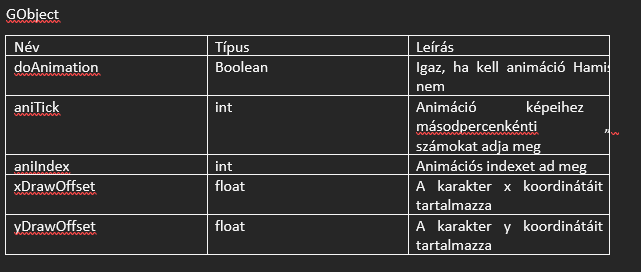 GObject
Név Típus Leírás
doAnimation Boolean Igaz, ha kell animáció Hamis
nem
aniTick int Animáció képeihez
másodpercenkénti „
számokat adja meg
aniIndex int Animációs indexet ad meg
xDrawOffset float A karakter x koordinátáit
tartalmazza
yDrawOffset float A karakter y koordinátáit
tartalmazza